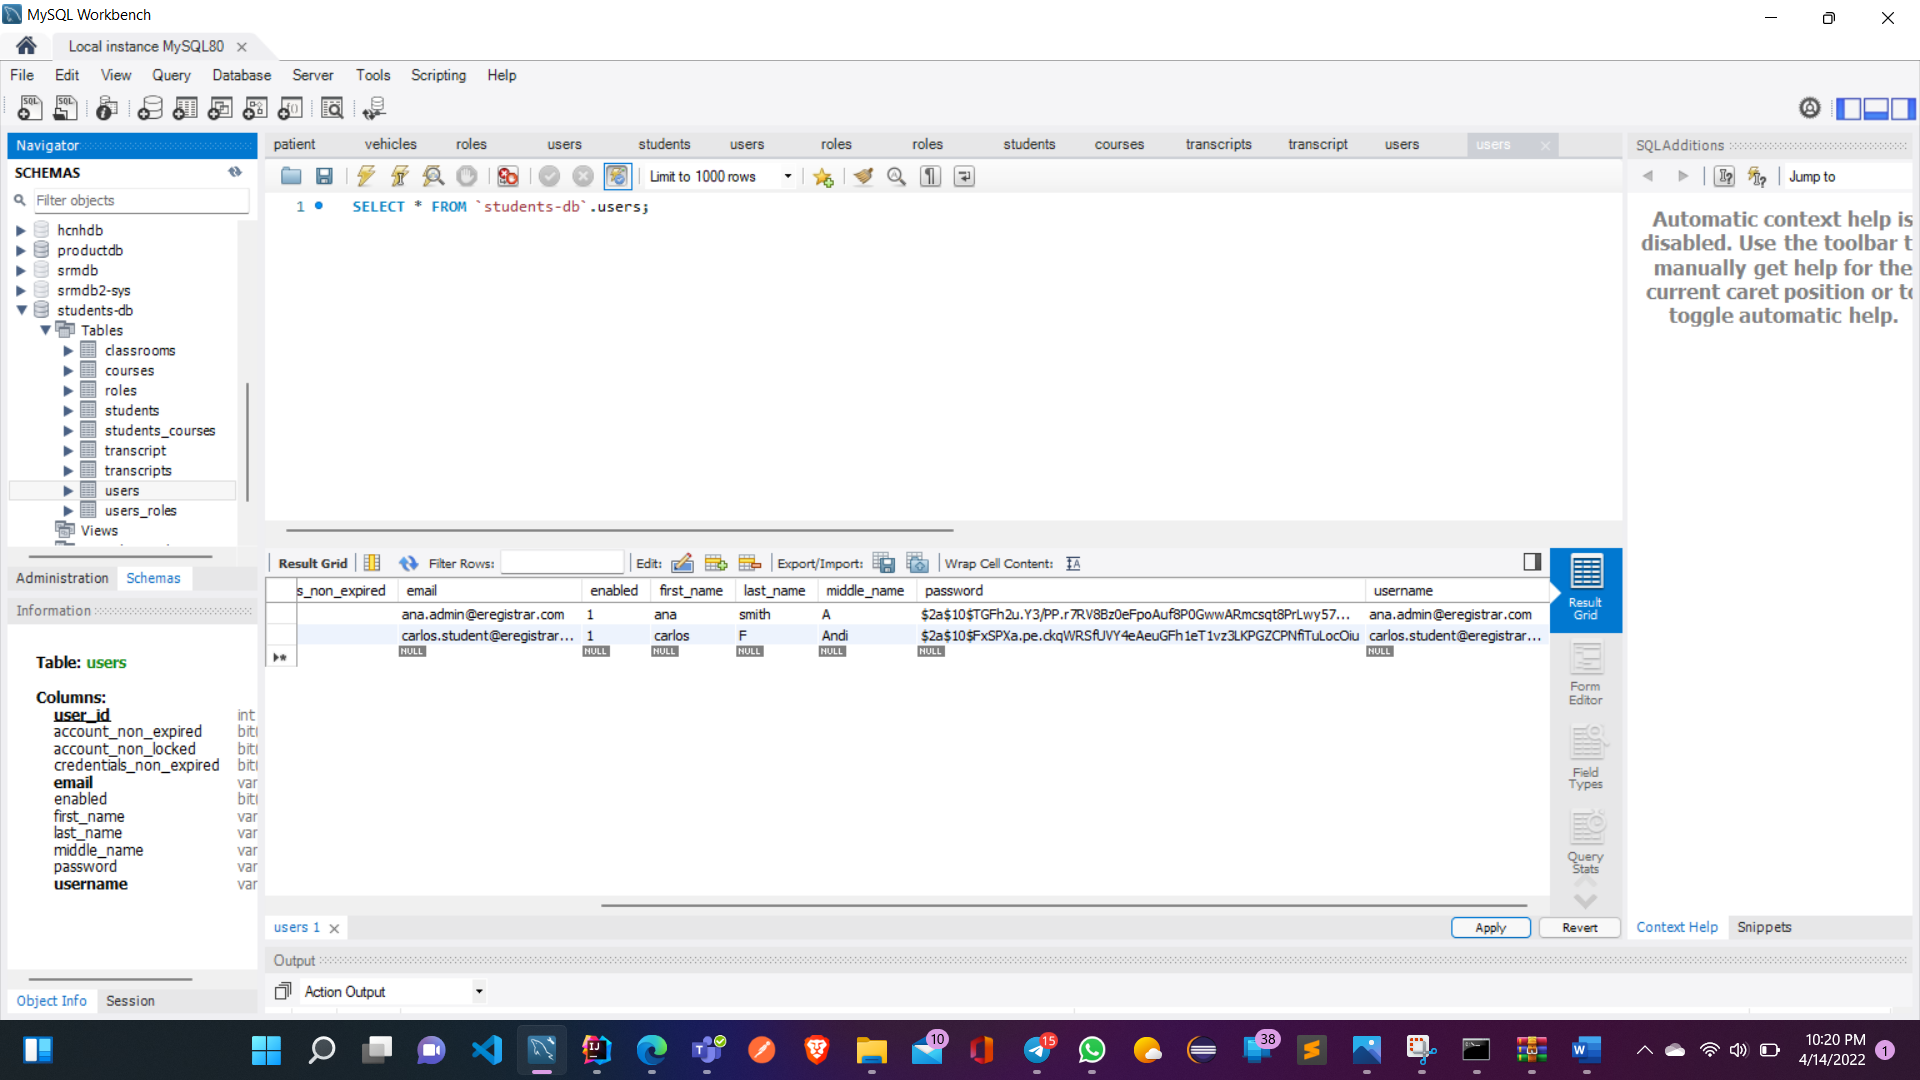 MySQL Workbench
Local instance MySQL80
File Edit View Query Database Server Tools Scripting Help
Navigator
SCHEMAS
Filter objects
hcnhdb
productdb
srmdb
srmdb2-sys
students-db
Tables
classrooms
courses
roles
students
students_courses
transcript
transcripts
users
users_roles
Views
Administration Schemas
Information
Table: users
Columns:
user_id int
account_non_expired bit
account_non_locked bit
credentials_non_expired bit
email var
enabled bit
first_name var
last_name var
middle_name var
password var
username var
Object Info Session
patient vehicles roles users students users roles roles students courses transcripts transcript users users
Limit to 1000 rows
1 SELECT * FROM `students-db`.users;
Result Grid Filter Rows: Edit: Export/Import: Wrap Cell Content:
s_non_expired email enabled first_name last_name middle_name password username
ana.admin@eregistrar.com 1 ana smith A $2a$10$TGFh2u.Y3/PP.r7RV8Bz0eFpoAuf8P0GwwARmcsqt8PrLwy57... ana.admin@eregistrar.com
carlos.student@eregistrar... 1 carlos F Andi $2a$10$FxSPXa.pe.ckqWRSfUVY4eAeuGFh1eT1vz3LKPGZCPNfiTuLocOiu carlos.student@eregistrar...
NULL NULL NULL NULL NULL NULL NULL
Result
Grid
Form
Editor
Field
Types
Query
Stats
users 1
Apply Revert
Output
Action Output
SQLAdditions
Jump to
Automatic context help is
disabled. Use the toolbar t
manually get help for the
current caret position or to
toggle automatic help.
Context Help Snippets
10
15
38
10:20 PM
4/14/2022
1